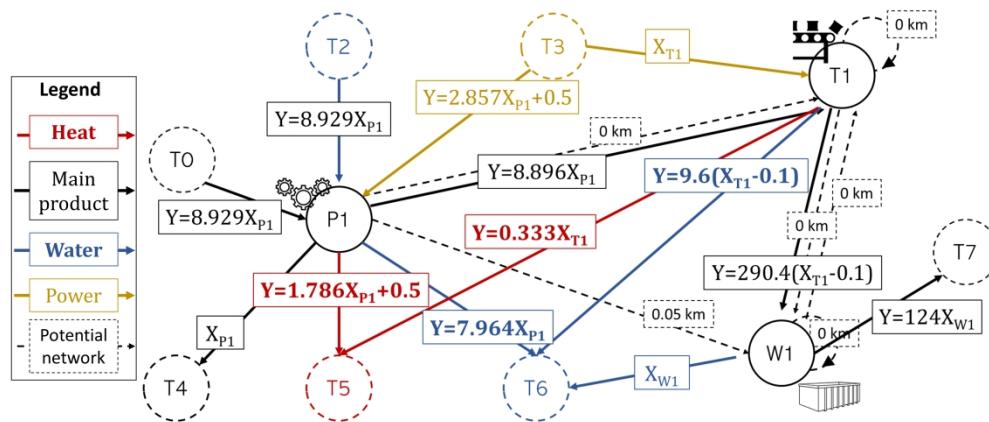 0 km
T2
T3
X_T1
T1
Legend
Y=2.857X_P1+0.5
Heat
Y=8.929X_P1
0 km
T0
Y=8.896X_P1
Y=9.6(X_T1-0.1)
Main
product
0 km
Y=8.929X_P1
P1
0 km
Water
Y=0.333X_T1
T7
Y=290.4(X_T1-0.1)
Power
Y=1.786X_P1+0.5
0.05 km
Y=124X_W1
Potential
network
X_P1
Y=7.964X_P1
0 km
W1
T4
T5
T6
X_W1